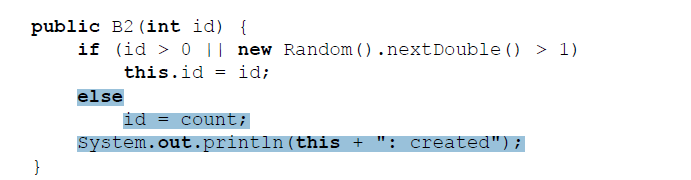 public B2(int id) {
    if (id > 0 || new Random().nextDouble() > 1)
        this.id = id;
    else
        id = count;
    System.out.println(this + ": created");
}